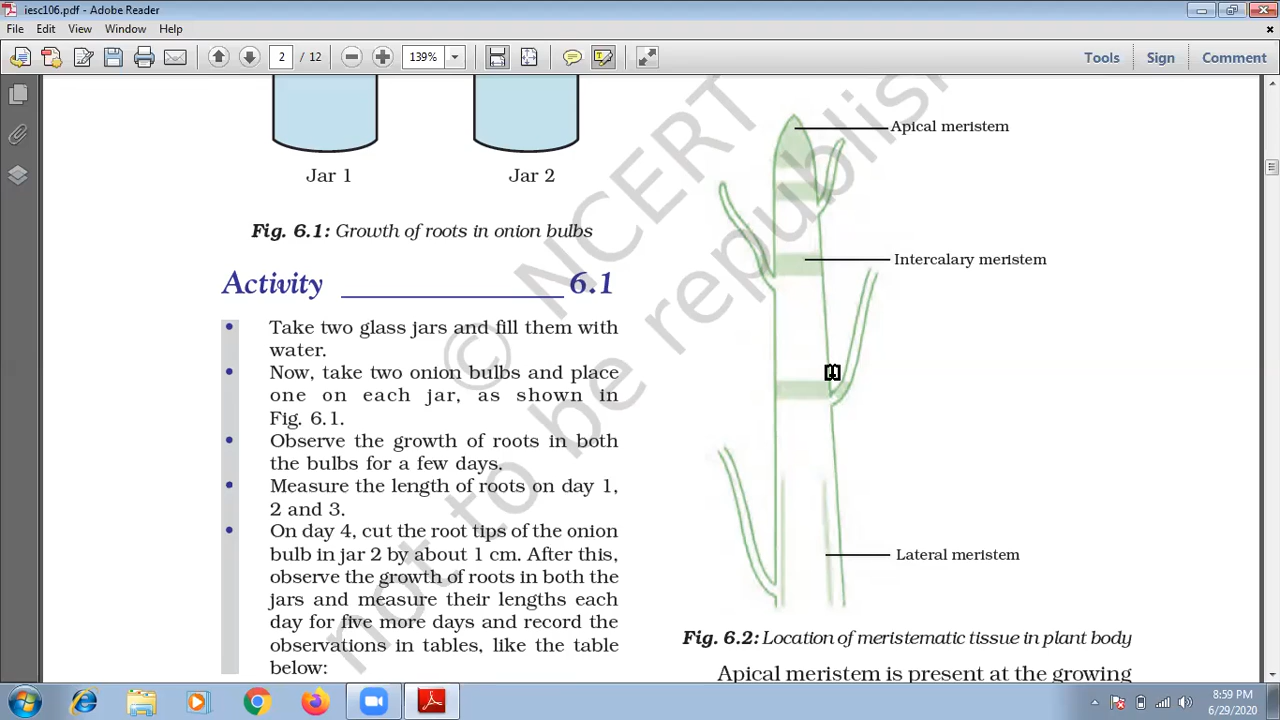 iesc106.pdf - Adobe Reader
File Edit View Window Help
2 / 12
139%
Tools Sign Comment
Jar 1 Jar 2
Fig. 6.1: Growth of roots in onion bulbs
Activity 6.1
• Take two glass jars and fill them with
water.
• Now, take two onion bulbs and place
one on each jar, as shown in
Fig. 6.1.
• Observe the growth of roots in both
the bulbs for a few days.
• Measure the length of roots on day 1,
2 and 3.
• On day 4, cut the root tips of the onion
bulb in jar 2 by about 1 cm. After this,
observe the growth of roots in both the
jars and measure their lengths each
day for five more days and record the
observations in tables, like the table
below:
Apical meristem
Intercalary meristem
Lateral meristem
Fig. 6.2: Location of meristematic tissue in plant body
Apical meristem is present at the growing
© NCERT
not to be republish
8:59 PM
6/29/2020